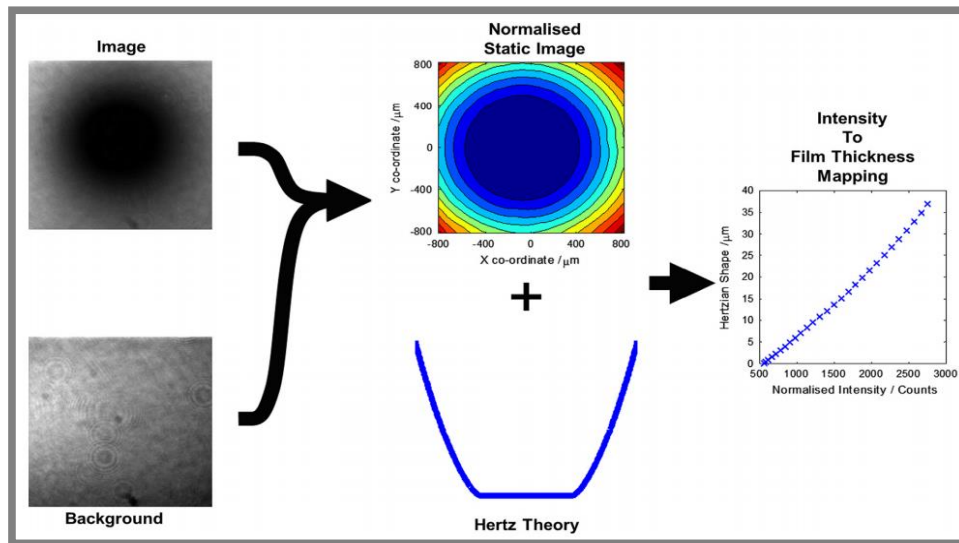 Image
Background
Normalised
Static Image
800
400
0
-400
-800
Y co-ordinate /μm
-800
-400
0
400
800
X co-ordinate /μm
+
Hertz Theory
Intensity
To
Film Thickness
Mapping
40
35
30
25
20
15
10
5
0
Hertzian Shape /μm
500
1000
1500
2000
2500
3000
Normalised Intensity / Counts